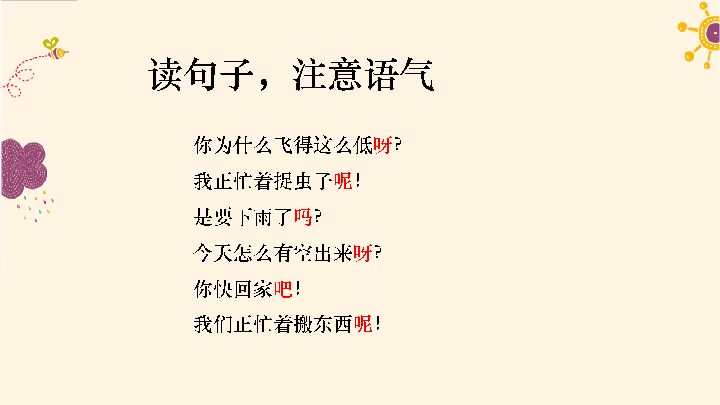 读句子，注意语气
你为什么飞得这么低呀?
我正忙着捉虫了呢!
是要下雨了吗?
今天怎么有空出来呀?
你快回家吧!
我们正忙着搬东西呢!